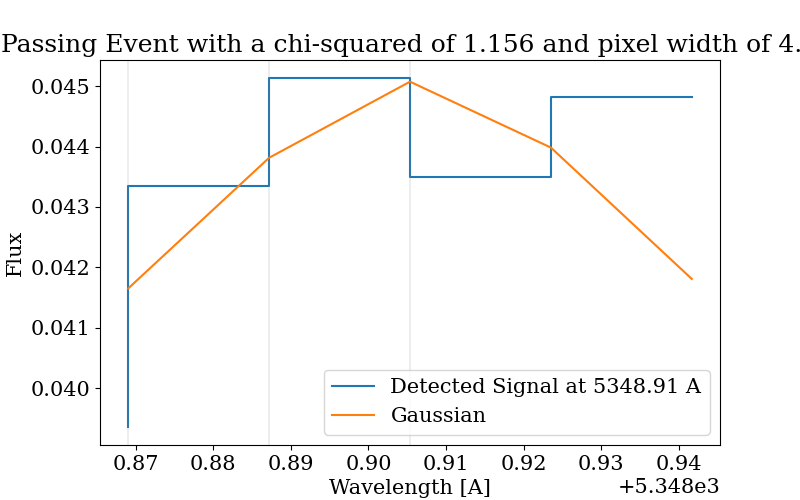 Passing Event with a chi-squared of 1.156 and pixel width of 4.
Flux
0.045
0.044
0.043
0.042
0.041
0.040
Detected Signal at 5348.91 A
Gaussian
0.87 0.88 0.89 0.90 0.91 0.92 0.93 0.94
Wavelength [A]
+5.348e3